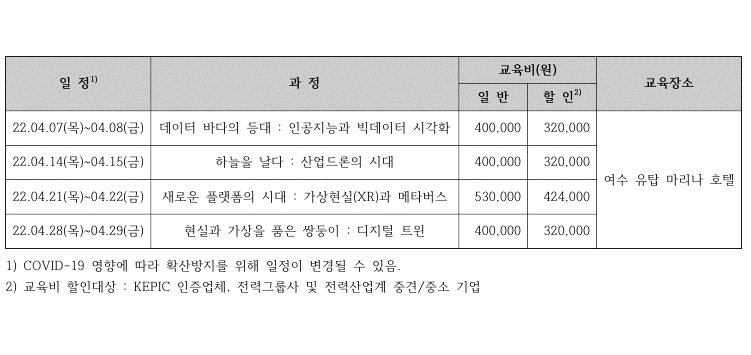 일 정1) 과 정 교육비(원) 교육장소
일 반 할 인2)
22.04.07(목)~04.08(금) 데이터 바다의 등대 : 인공지능과 빅데이터 시각화 400,000 320,000
22.04.14(목)~04.15(금) 하늘을 날다 : 산업드론의 시대 400,000 320,000
여수 유탑 마리나 호텔
22.04.21(목)~04.22(금) 새로운 플랫폼의 시대 : 가상현실(XR)과 메타버스 530,000 424,000
22.04.28(목)~04.29(금) 현실과 가상을 품은 쌍둥이 : 디지털 트윈 400,000 320,000
1) COVID-19 영향에 따라 확산방지를 위해 일정이 변경될 수 있음.
2) 교육비 할인대상 : KEPIC 인증업체, 전력그룹사 및 전력산업계 중견/중소 기업